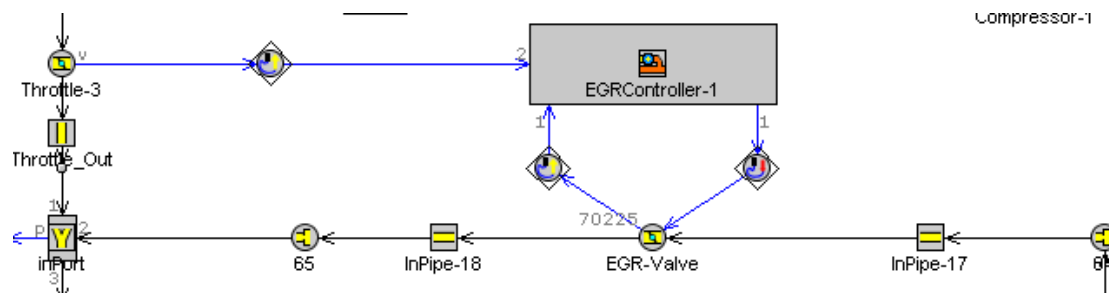 Compressor-1
v
2
Throttle-3
EGRController-1
1
1
Throttle_Out
1
70225
p
2
inPort
65
InPipe-18
EGR-Valve
InPipe-17
3